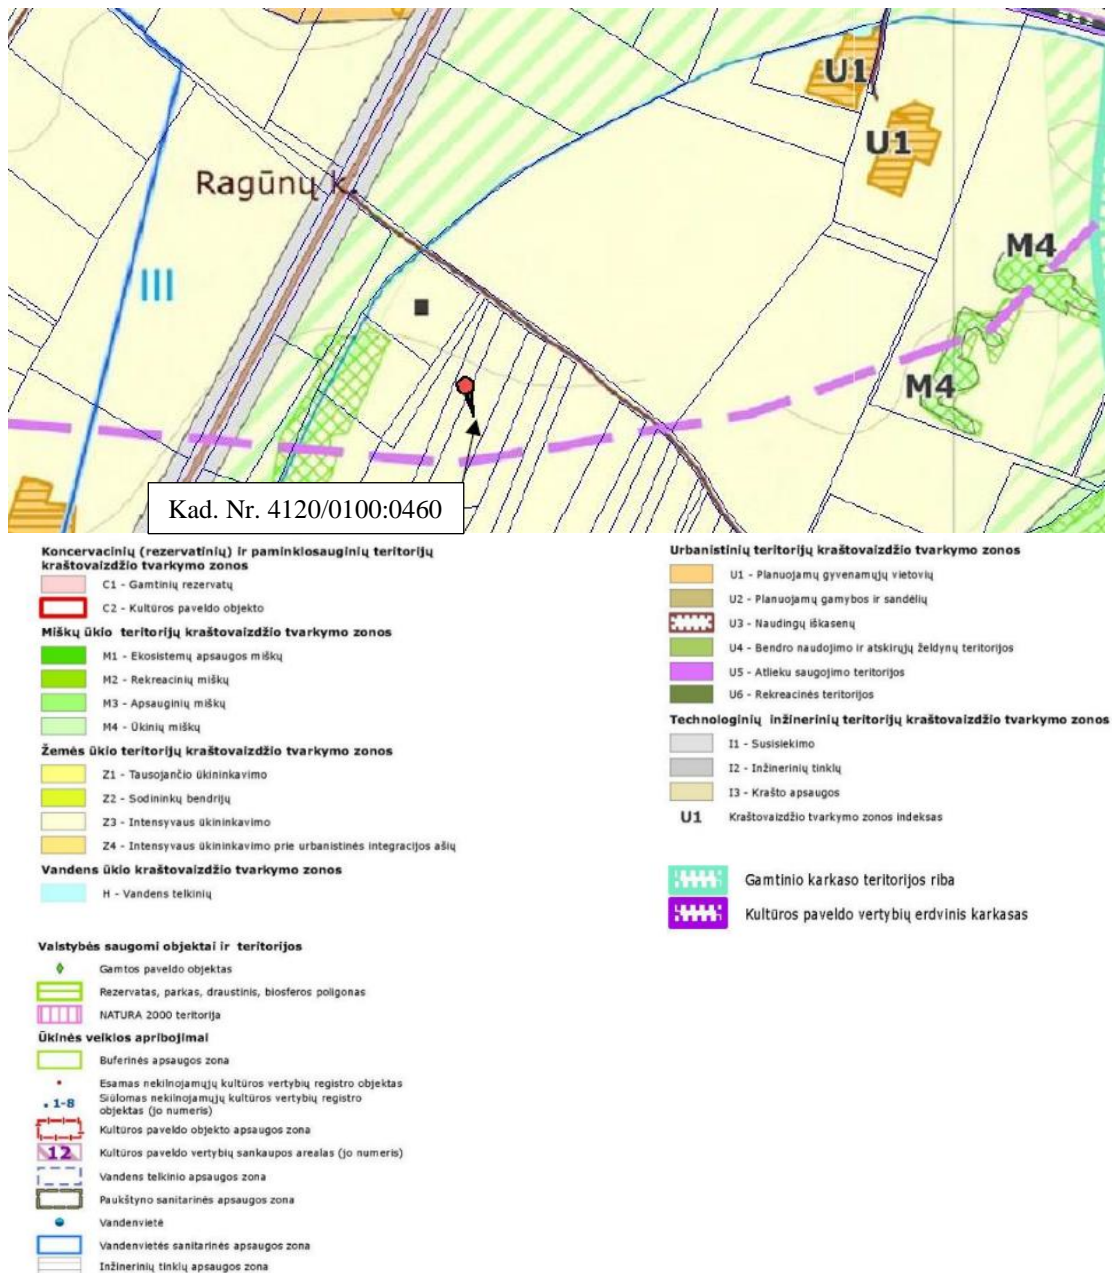 U1
U1
Ragūnų k.
III
M4
M4
Kad. Nr. 4120/0100:0460
Koncervacinių (rezervatinių) ir paminklosauginių teritorijų
kraštovaizdžio tvarkymo zonos
C1 - Gamtinių rezervatų
C2 - Kultūros paveldo objekto
Miškų ūkio teritorijų kraštovaizdžio tvarkymo zonos
M1 - Ekosistemų apsaugos miškų
M2 - Rekreacinių miškų
M3 - Apsauginių miškų
M4 - Ūkinių miškų
Žemės ūkio teritorijų kraštovaizdžio tvarkymo zonos
Z1 - Tausojančio ūkininkavimo
Z2 - Sodininkų bendrijų
Z3 - Intensyvaus ūkininkavimo
Z4 - Intensyvaus ūkininkavimo prie urbanistinės integracijos ašių
Vandens ūkio kraštovaizdžio tvarkymo zonos
H - Vandens telkinių
Urbanistinių teritorijų kraštovaizdžio tvarkymo zonos
U1 - Planuojamų gyvenamųjų vietovių
U2 - Planuojamų gamybos ir sandėlių
U3 - Naudingų iškasenų
U4 - Bendro naudojimo ir atskirųjų želdynų teritorijos
U5 - Atlieku saugojimo teritorijos
U6 - Rekreacinės teritorijos
Technologinių inžinerinių teritorijų kraštovaizdžio tvarkymo zonos
I1 - Susisiekimo
I2 - Inžinerinių tinklų
I3 - Krašto apsaugos
U1 Kraštovaizdžio tvarkymo zonos indeksas
Gamtinio karkaso teritorijos riba
Kultūros paveldo vertybių erdvinis karkasas
Valstybės saugomi objektai ir teritorijos
Gamtos paveldo objektas
Rezervatas, parkas, draustinis, biosferos poligonas
NATURA 2000 teritorija
Ūkinės veiklos apribojimai
Buferinės apsaugos zona
Esamas nekilnojamųjų kultūros vertybių registro objektas
1-8 Siūlomas nekilnojamųjų kultūros vertybių registro
objektas (jo numeris)
Kultūros paveldo objekto apsaugos zona
12 Kultūros paveldo vertybių sankaupos arealas (jo numeris)
Vandens telkinio apsaugos zona
Paukštyno sanitarinės apsaugos zona
Vandenvietė
Vandenvietės sanitarinės apsaugos zona
Inžinerinių tinklų apsaugos zona